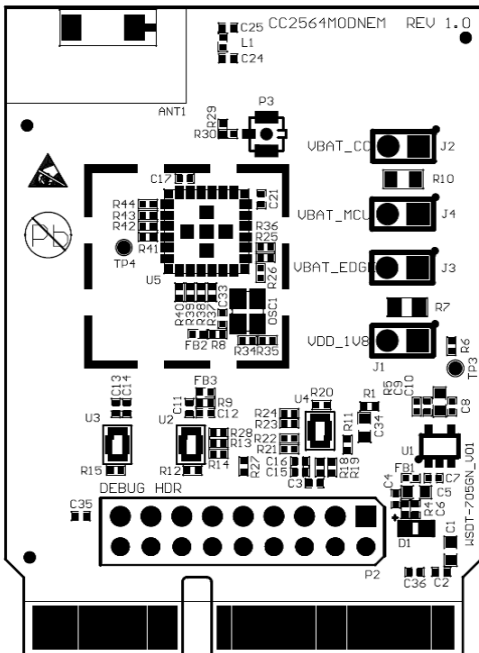 C25 CC2564MODNEM REV 1.0
L1
C24
ANT1
P3
R29
R30
VBAT_CC J2
C17
R10
C21
R44
R43
R42
R41
VBAT_MCU J4
R36
R25
TP4
U5
R26
VBAT_EDGE J3
R40
R39
R38
R37
C33
OSC1
R7
FB2 R8
R34 R35
VDD_1V8
J1
R6
TP3
C13
C14
FB3
R9
C12
C11
R20
U4
R1
R5
C9
C10
C8
U3
U2
R24
R23
R11
C34
R28
R13
R14
R22
R21
U1
R15
R12
R27
C16
C15
C3
R18
R19
FB1
C7
C4
C5
C6
R4
DEBUG HDR
C35
D1
C1
WSDT-705GN_V01
P2
C36 C2
Pb